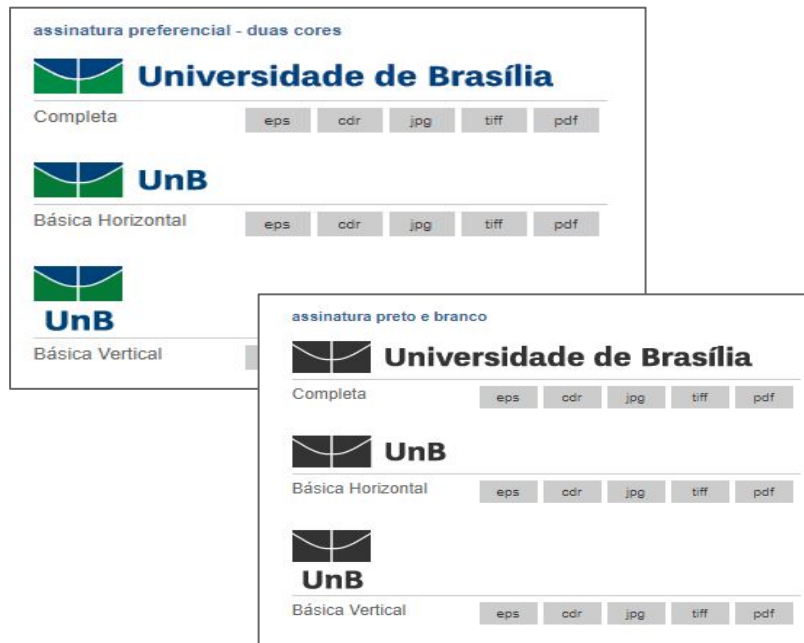 assinatura preferencial - duas cores
Universidade de Brasília
Completa eps cdr jpg tiff pdf
UnB
Básica Horizontal eps cdr jpg tiff pdf
UnB
Básica Vertical
assinatura preto e branco
Universidade de Brasília
Completa eps cdr jpg tiff pdf
UnB
Básica Horizontal eps cdr jpg tiff pdf
UnB
Básica Vertical eps cdr jpg tiff pdf